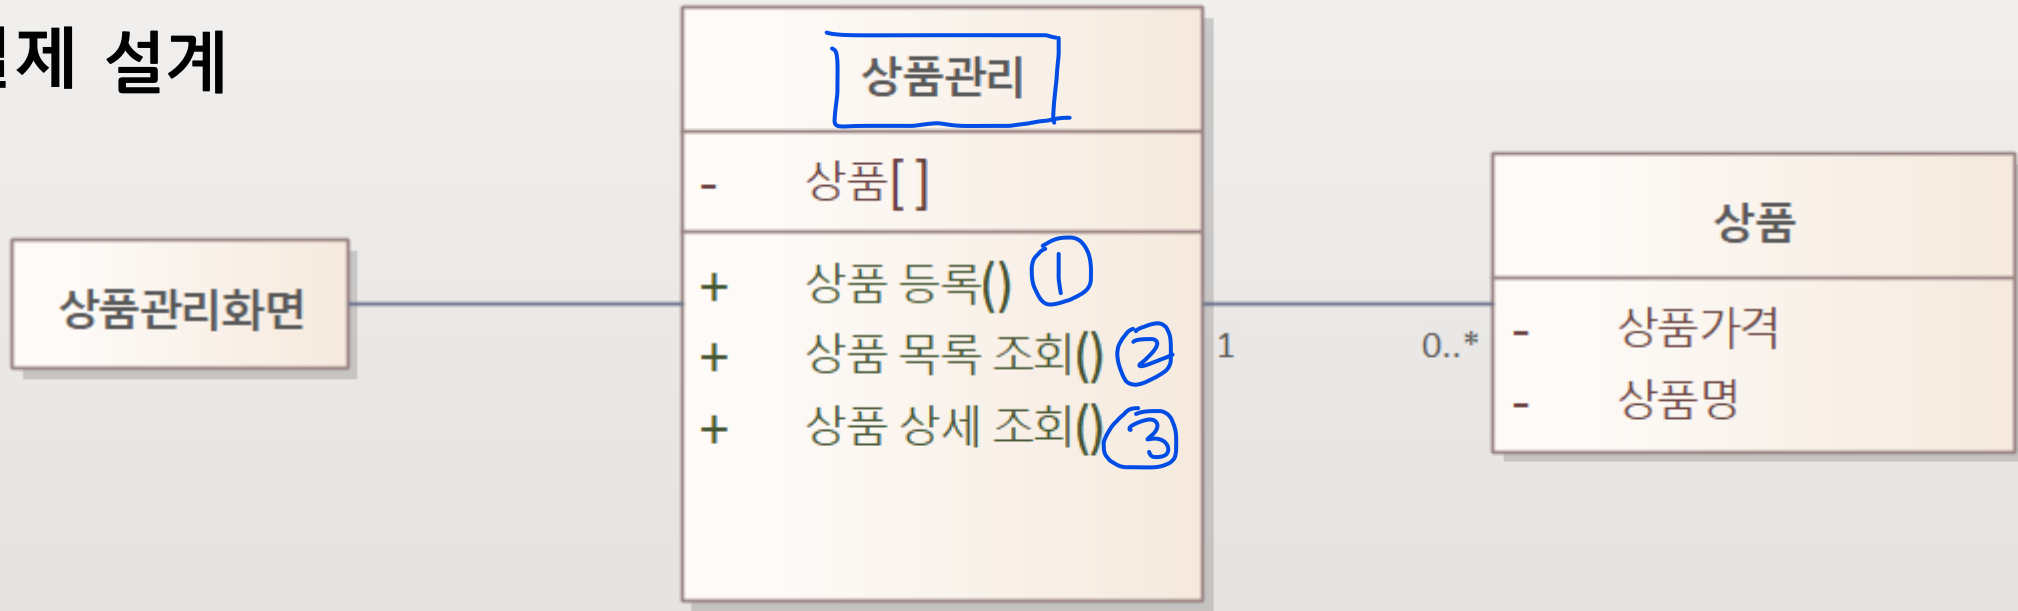 제 설계
상품관리
- 상품[ ]
+ 상품 등록() 1
+ 상품 목록 조회() 2
+ 상품 상세 조회() 3
상품관리화면
1
0..*
상품
- 상품가격
- 상품명